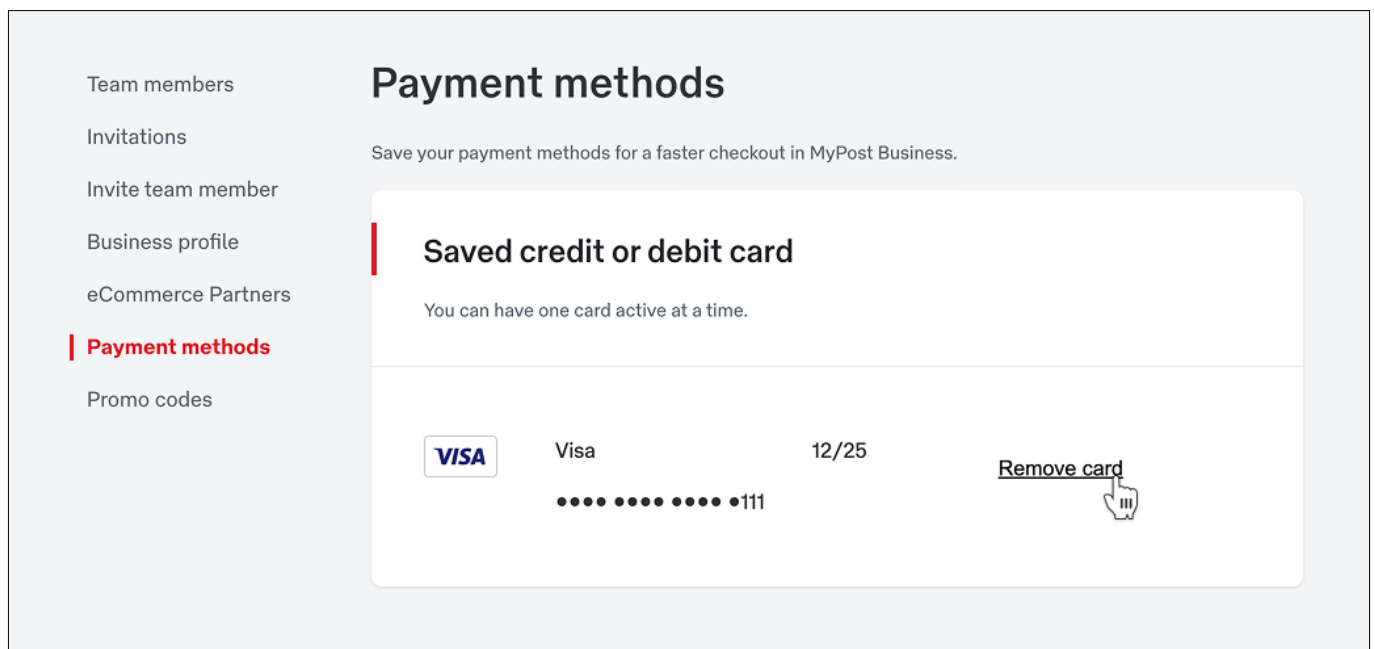 Team members
Invitations
Invite team member
Business profile
eCommerce Partners
Payment methods
Promo codes
Payment methods
Save your payment methods for a faster checkout in MyPost Business.
Saved credit or debit card
You can have one card active at a time.
VISA
Visa
12/25
Remove card
•••• •••• •••• •111